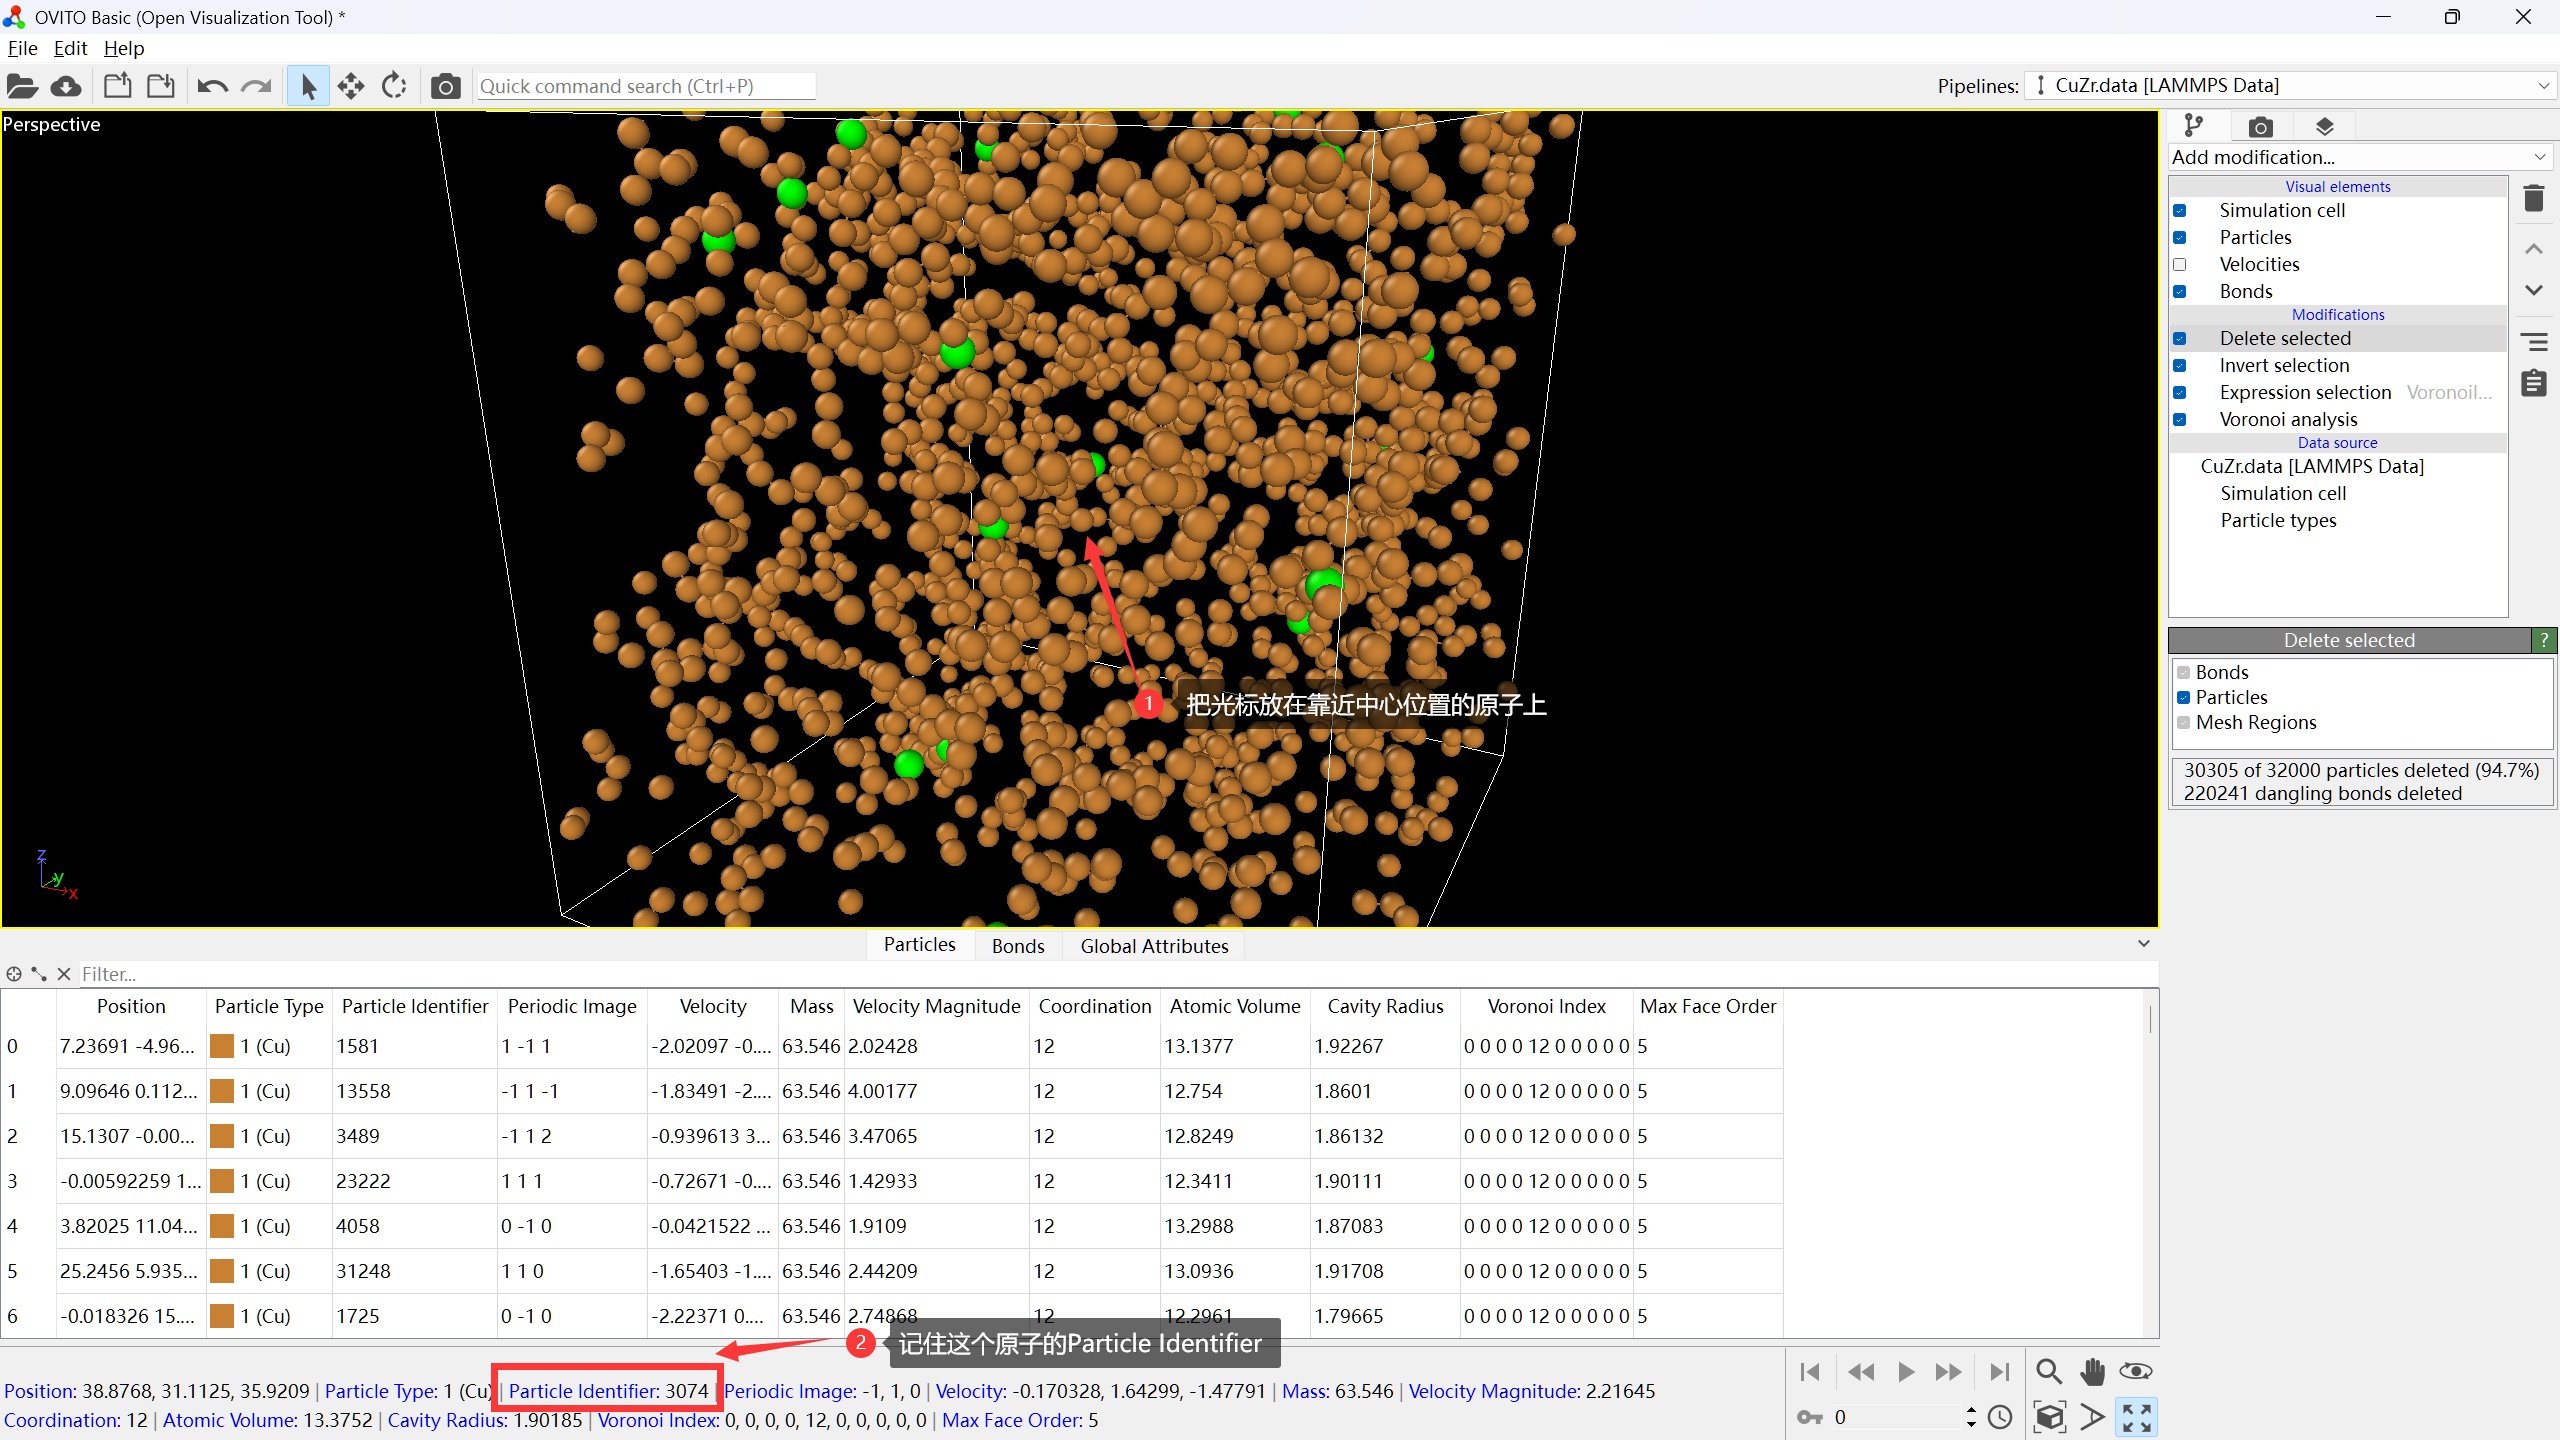 OVITO Basic (Open Visualization Tool) *
File Edit Help
Quick command search (Ctrl+P)
Pipelines: CuZr.data [LAMMPS Data]
Perspective
Add modification...
Visual elements
Simulation cell
Particles
Velocities
Bonds
Modifications
Delete selected
Invert selection
Expression selection Voronoil...
Voronoi analysis
Data source
CuZr.data [LAMMPS Data]
Simulation cell
Particle types
Delete selected ?
Bonds
Particles
Mesh Regions
30305 of 32000 particles deleted (94.7%)
220241 dangling bonds deleted
1 把光标放在靠近中心位置的原子上
z
y
x
Particles Bonds Global Attributes
Filter...
Position Particle Type Particle Identifier Periodic Image Velocity Mass Velocity Magnitude Coordination Atomic Volume Cavity Radius Voronoi Index Max Face Order
0 7.23691 -4.96... 1 (Cu) 1581 1 -1 1 -2.02097 -0.... 63.546 2.02428 12 13.1377 1.92267 0 0 0 0 12 0 0 0 0 0 5
1 9.09646 0.112... 1 (Cu) 13558 -1 1 -1 -1.83491 -2.... 63.546 4.00177 12 12.754 1.8601 0 0 0 0 12 0 0 0 0 0 5
2 15.1307 -0.00... 1 (Cu) 3489 -1 1 2 -0.939613 3... 63.546 3.47065 12 12.8249 1.86132 0 0 0 0 12 0 0 0 0 0 5
3 -0.00592259 1... 1 (Cu) 23222 1 1 1 -0.72671 -0.... 63.546 1.42933 12 12.3411 1.90111 0 0 0 0 12 0 0 0 0 0 5
4 3.82025 11.04... 1 (Cu) 4058 0 -1 0 -0.0421522 ... 63.546 1.9109 12 13.2988 1.87083 0 0 0 0 12 0 0 0 0 0 5
5 25.2456 5.935... 1 (Cu) 31248 1 1 0 -1.65403 -1.... 63.546 2.44209 12 13.0936 1.91708 0 0 0 0 12 0 0 0 0 0 5
6 -0.018326 15.... 1 (Cu) 1725 0 -1 0 -2.22371 0.... 63.546 2.74868 12 12.2961 1.79665 0 0 0 0 12 0 0 0 0 0 5
2 记住这个原子的Particle Identifier
Position: 38.8768, 31.1125, 35.9209 | Particle Type: 1 (Cu) | Particle Identifier: 3074 | Periodic Image: -1, 1, 0 | Velocity: -0.170328, 1.64299, -1.47791 | Mass: 63.546 | Velocity Magnitude: 2.21645
Coordination: 12 | Atomic Volume: 13.3752 | Cavity Radius: 1.90185 | Voronoi Index: 0, 0, 0, 0, 12, 0, 0, 0, 0, 0 | Max Face Order: 5
0